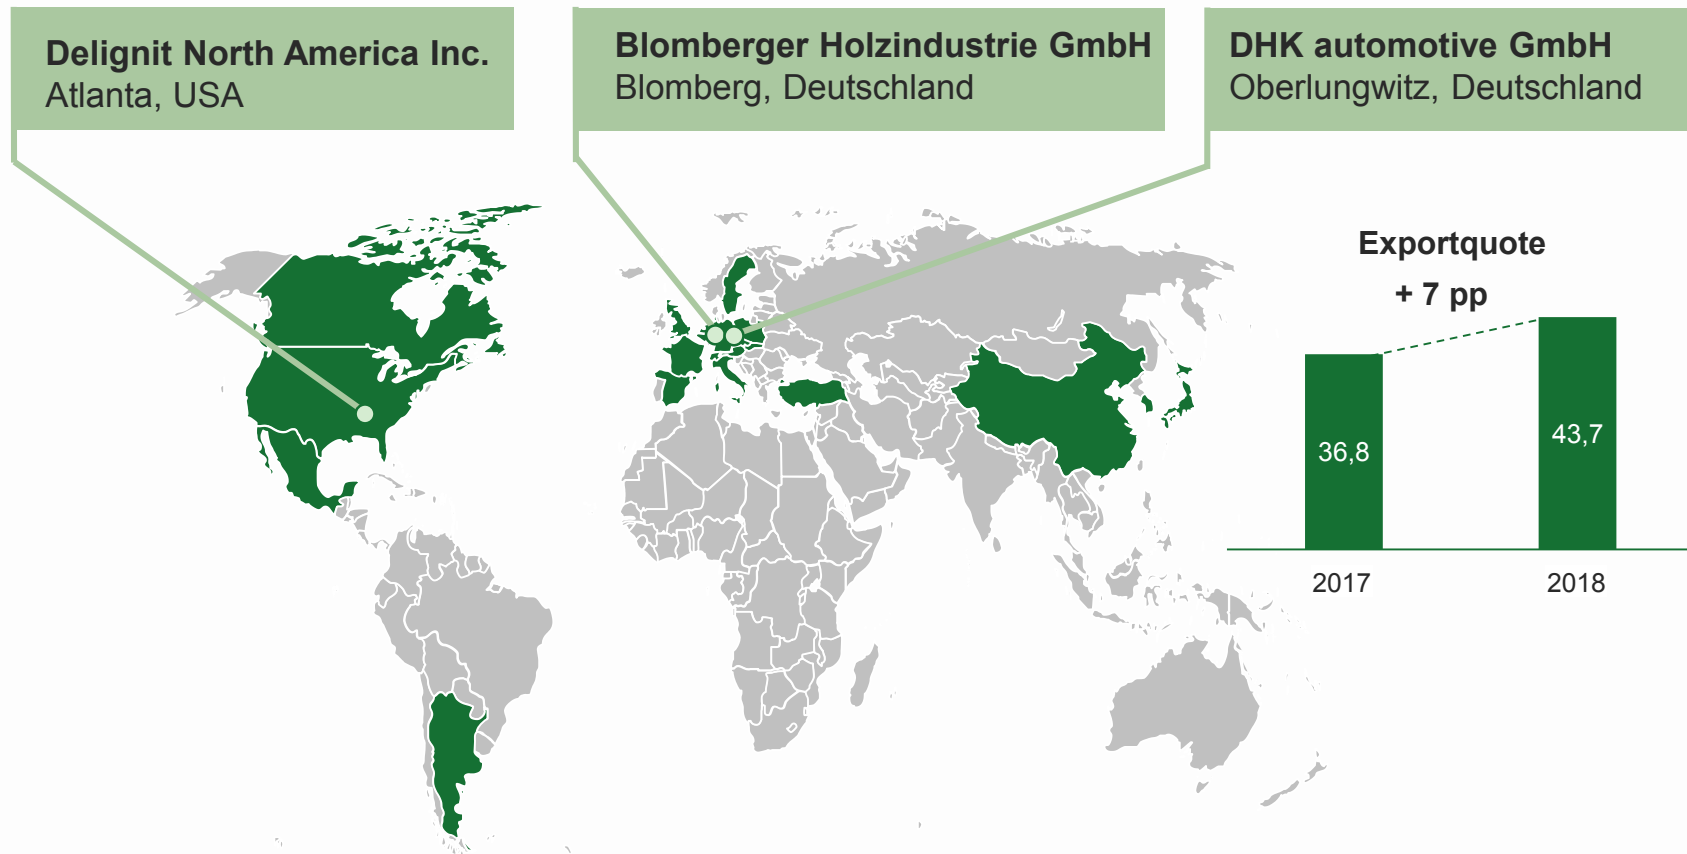 Delignit North America Inc.
Atlanta, USA
Blomberger Holzindustrie GmbH
Blomberg, Deutschland
DHK automotive GmbH
Oberlungwitz, Deutschland
Exportquote
+ 7 pp
36,8
43,7
2017
2018